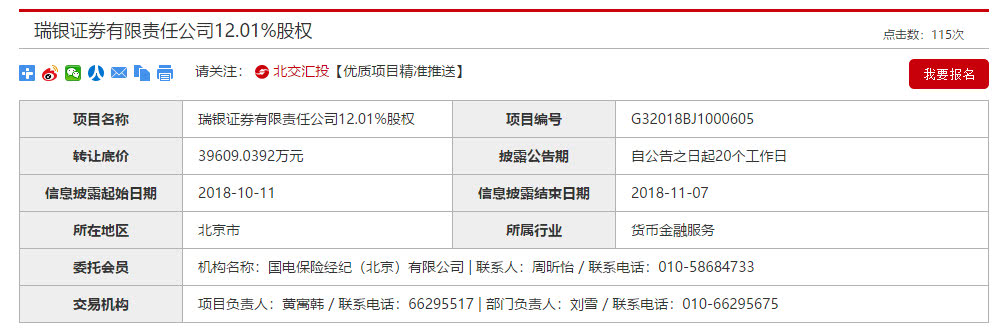 瑞银证券有限责任公司12.01%股权
点击数：115次
请关注： 北交汇投【优质项目精准推送】
我要报名
项目名称 瑞银证券有限责任公司12.01%股权 项目编号 G32018BJ1000605
转让底价 39609.0392万元 披露公告期 自公告之日起20个工作日
信息披露起始日期 2018-10-11 信息披露结束日期 2018-11-07
所在地区 北京市 所属行业 货币金融服务
委托会员 机构名称：国电保险经纪（北京）有限公司 | 联系人：周昕怡 / 联系电话：010-58684733
交易机构 项目负责人：黄寓韩 / 联系电话：66295517 | 部门负责人：刘雪 / 联系电话：010-66295675